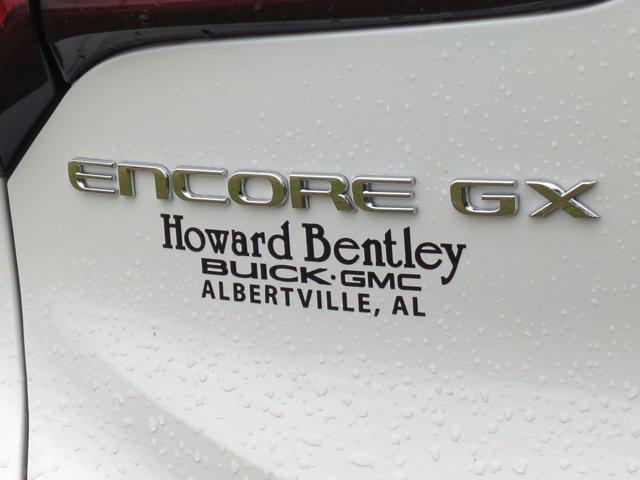 ENCORE GX
Howard Bentley
BUICK·GMC
ALBERTVILLE, AL